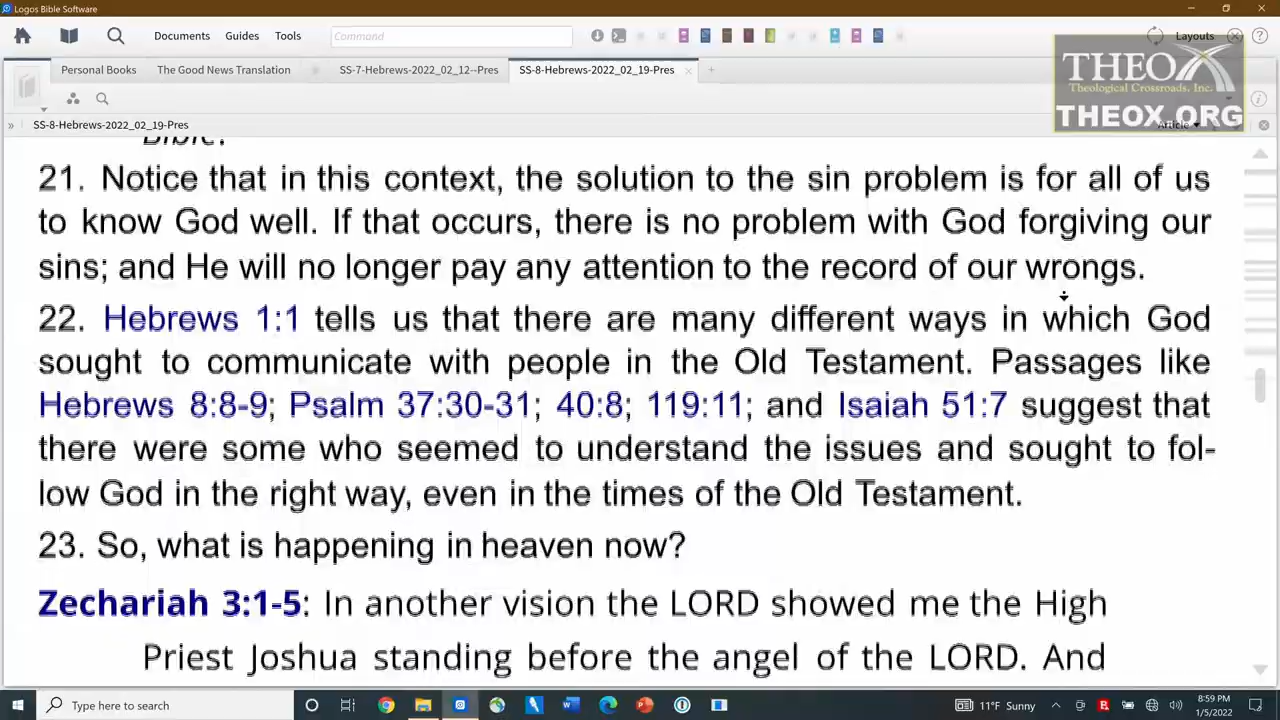 Logos Bible Software
Documents Guides Tools Command Layouts
Personal Books The Good News Translation SS-7-Hebrews-2022_02_12--Pres SS-8-Hebrews-2022_02_19-Pres
THEOX
Theological Crossroads, Inc.
THEOX.ORG
SS-8-Hebrews-2022_02_19-Pres
Article
Bible?
21. Notice that in this context, the solution to the sin problem is for all of us
to know God well. If that occurs, there is no problem with God forgiving our
sins; and He will no longer pay any attention to the record of our wrongs.
22. Hebrews 1:1 tells us that there are many different ways in which God
sought to communicate with people in the Old Testament. Passages like
Hebrews 8:8-9; Psalm 37:30-31; 40:8; 119:11; and Isaiah 51:7 suggest that
there were some who seemed to understand the issues and sought to fol-
low God in the right way, even in the times of the Old Testament.
23. So, what is happening in heaven now?
Zechariah 3:1-5: In another vision the LORD showed me the High
Priest Joshua standing before the angel of the LORD. And
Type here to search
11°F Sunny
8:59 PM
1/5/2022